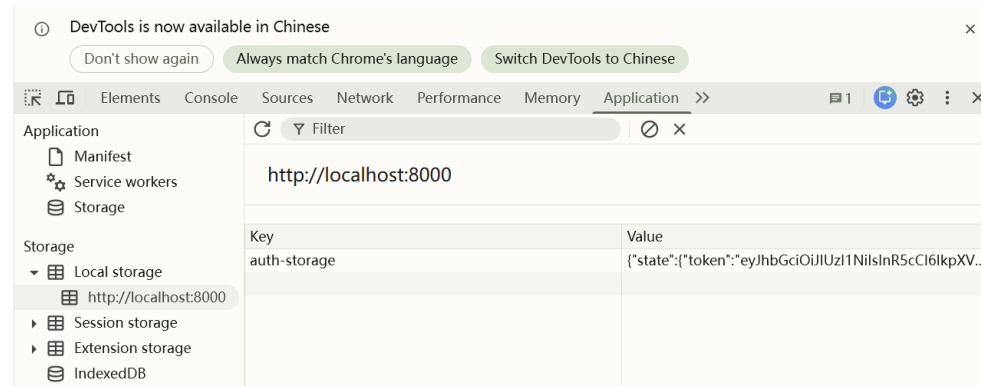 DevTools is now available in Chinese
Don't show again Always match Chrome's language Switch DevTools to Chinese
Elements Console Sources Network Performance Memory Application 1
Application
Manifest
Service workers
Storage
Storage
Local storage
http://localhost:8000
Session storage
Extension storage
IndexedDB
Filter
http://localhost:8000
Key Value
auth-storage {"state":{"token":"eyJhbGciOiJIUzI1NiIsInR5cCI6IkpXV...